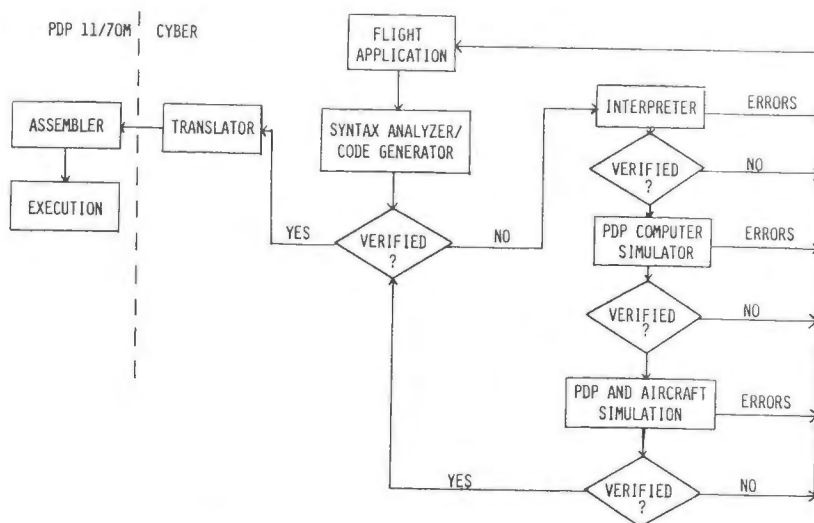 PDP 11/70M
CYBER
FLIGHT
APPLICATION
INTERPRETER
ERRORS
ASSEMBLER
TRANSLATOR
SYNTAX ANALYZER/
CODE GENERATOR
VERIFIED
?
NO
EXECUTION
YES
VERIFIED
?
NO
PDP COMPUTER
SIMULATOR
ERRORS
VERIFIED
?
NO
PDP AND AIRCRAFT
SIMULATION
ERRORS
YES
VERIFIED
?
NO